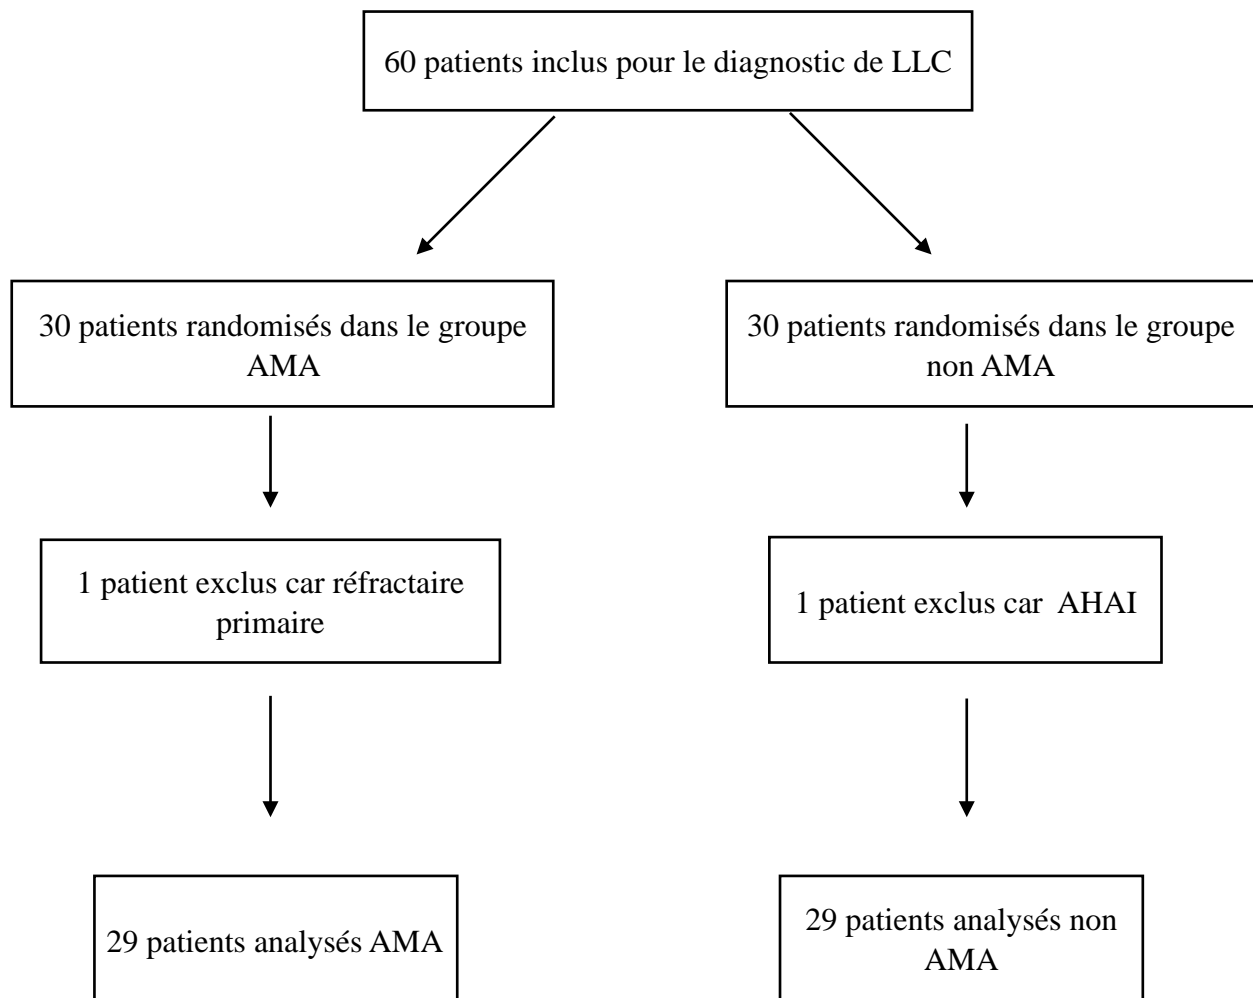 60 patients inclus pour le diagnostic de LLC
30 patients randomisés dans le groupe
AMA
30 patients randomisés dans le groupe
non AMA
1 patient exclus car réfractaire
primaire
1 patient exclus car AHAI
29 patients analysés AMA
29 patients analysés non
AMA